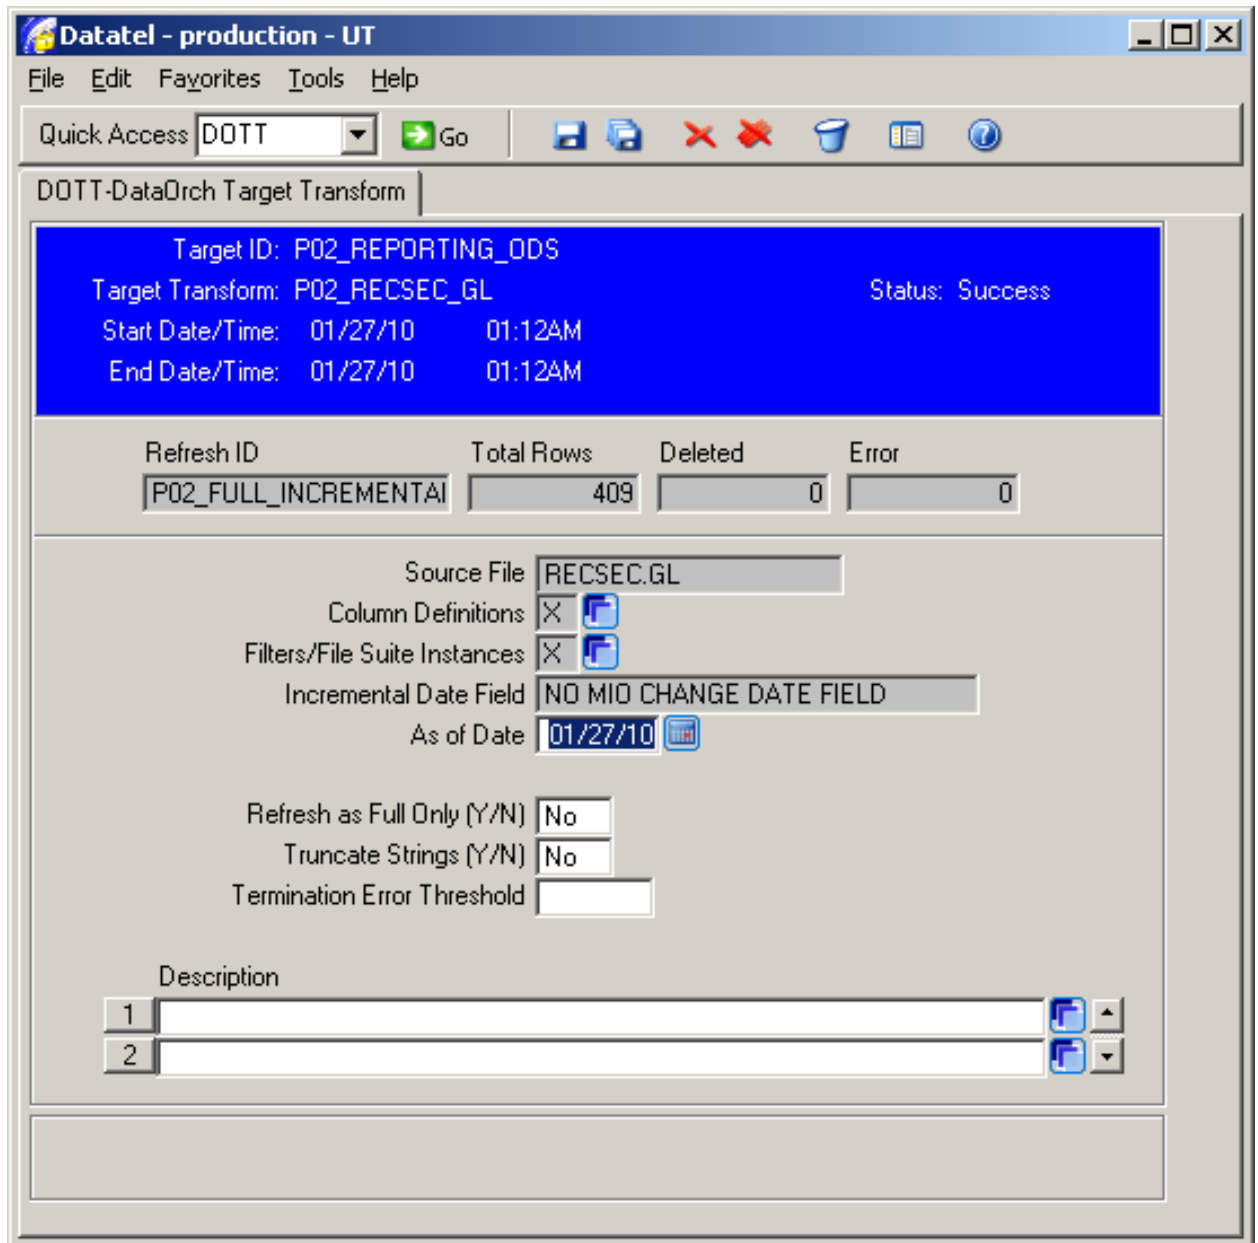 Datatel - production - UT
File Edit Favorites Tools Help
Quick Access DOTT Go
DOTT-DataOrch Target Transform
Target ID: P02_REPORTING_ODS
Target Transform: P02_RECSEC_GL Status: Success
Start Date/Time: 01/27/10 01:12AM
End Date/Time: 01/27/10 01:12AM
Refresh ID Total Rows Deleted Error
P02_FULL_INCREMENTAI 409 0 0
Source File RECSEC.GL
Column Definitions X
Filters/File Suite Instances X
Incremental Date Field NO MIO CHANGE DATE FIELD
As of Date 01/27/10
Refresh as Full Only (Y/N) No
Truncate Strings (Y/N) No
Termination Error Threshold
Description
1
2